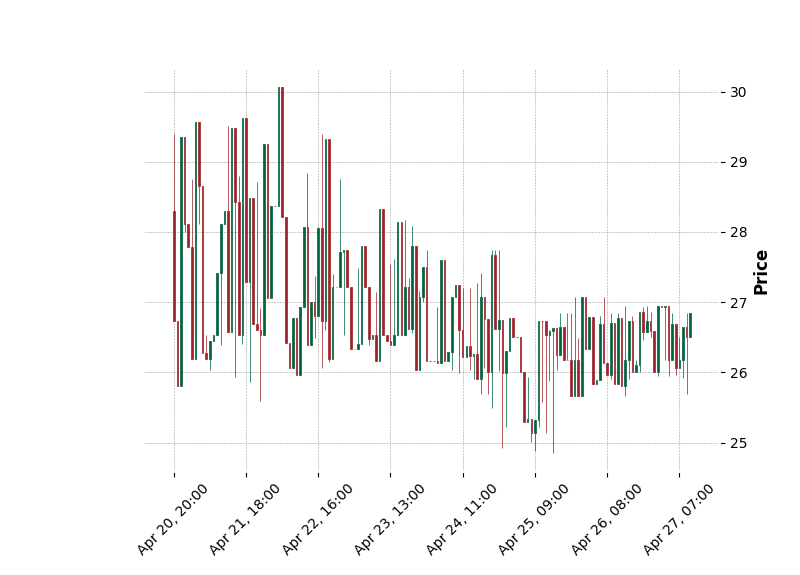 30
29
28
27
26
25
Price
Apr 20, 20:00
Apr 21, 18:00
Apr 22, 16:00
Apr 23, 13:00
Apr 24, 11:00
Apr 25, 09:00
Apr 26, 08:00
Apr 27, 07:00